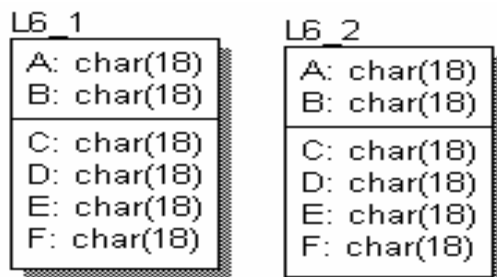 L6_1
A: char(18)
B: char(18)
C: char(18)
D: char(18)
E: char(18)
F: char(18)
L6_2
A: char(18)
B: char(18)
C: char(18)
D: char(18)
E: char(18)
F: char(18)